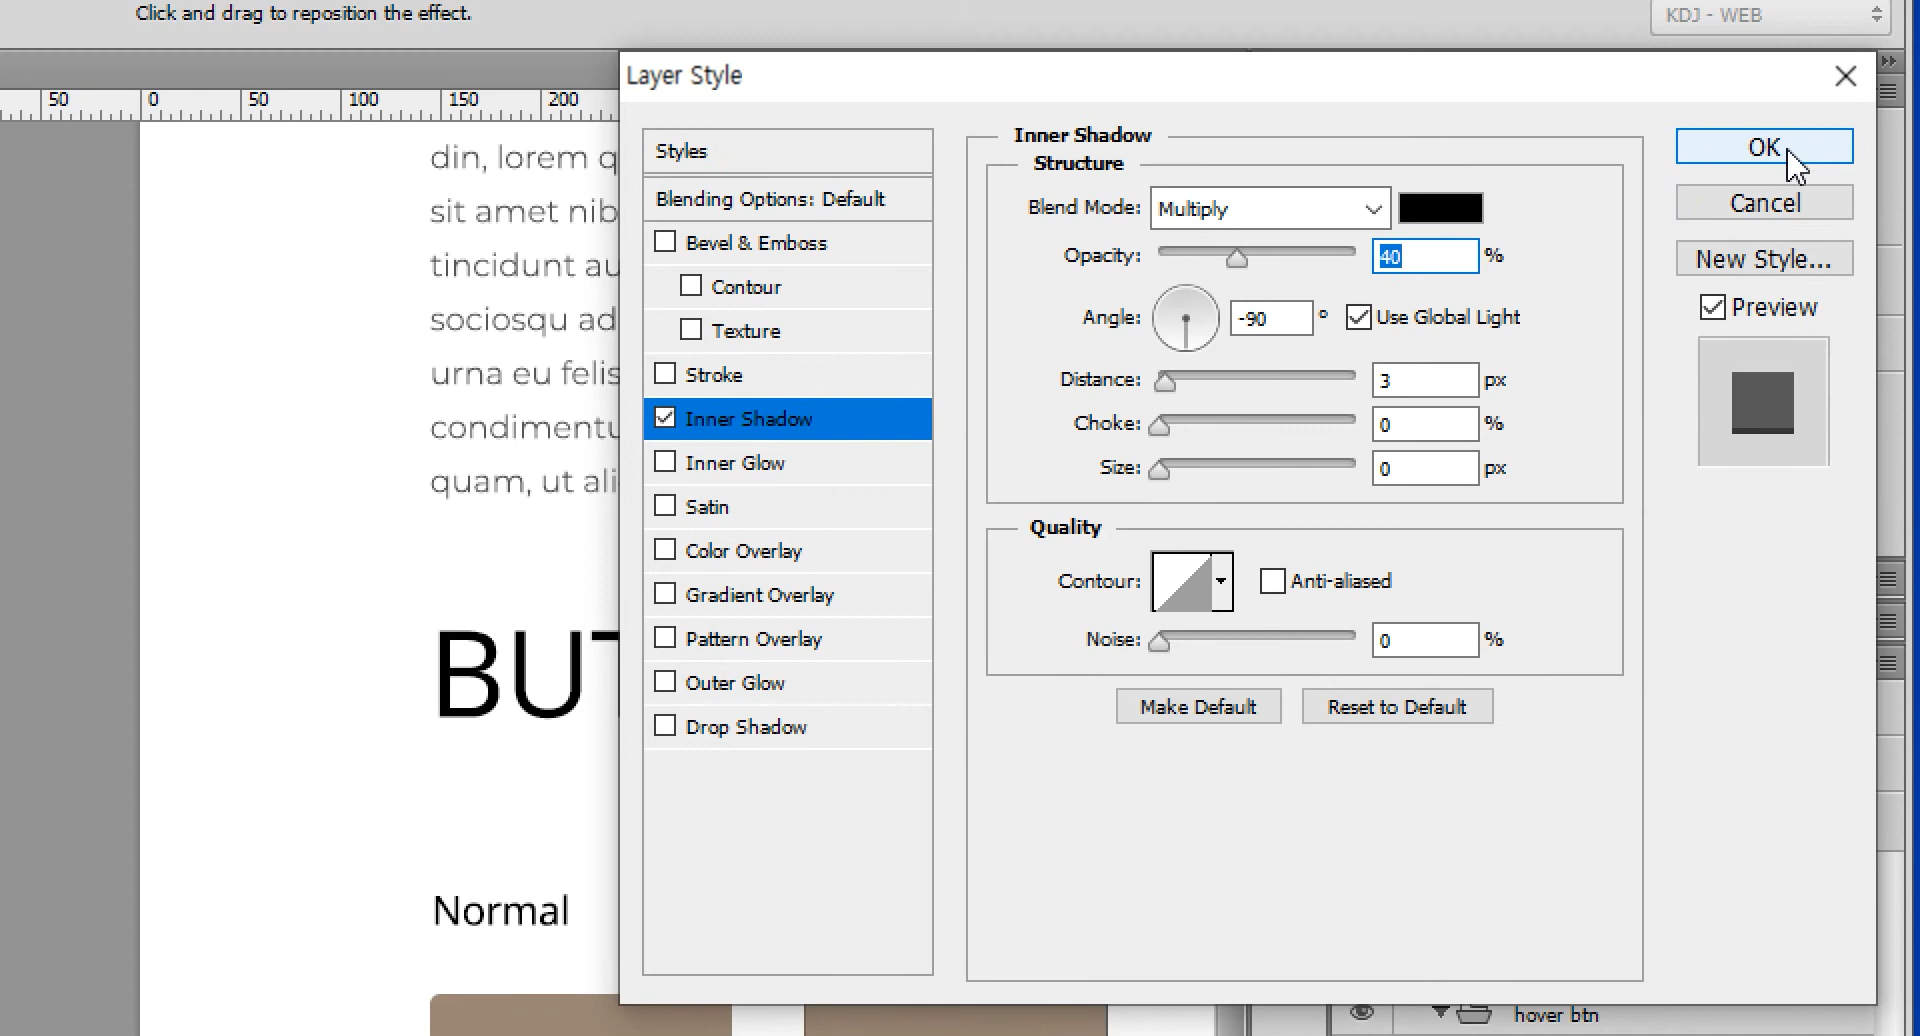 Click and drag to reposition the effect.
KDJ - WEB
Layer Style
50 0 50 100 150 200
din, lorem q
sit amet nib
tincidunt au
sociosqu ad
urna eu felis
condimentu
quam, ut ali
BUT
Normal
Styles
Blending Options: Default
Bevel & Emboss
Contour
Texture
Stroke
Inner Shadow
Inner Glow
Satin
Color Overlay
Gradient Overlay
Pattern Overlay
Outer Glow
Drop Shadow
Inner Shadow
Structure
Blend Mode: Multiply
Opacity: 40 %
Angle: -90 ° Use Global Light
Distance: 3 px
Choke: 0 %
Size: 0 px
Quality
Contour: Anti-aliased
Noise: 0 %
Make Default Reset to Default
OK
Cancel
New Style...
Preview
hover btn